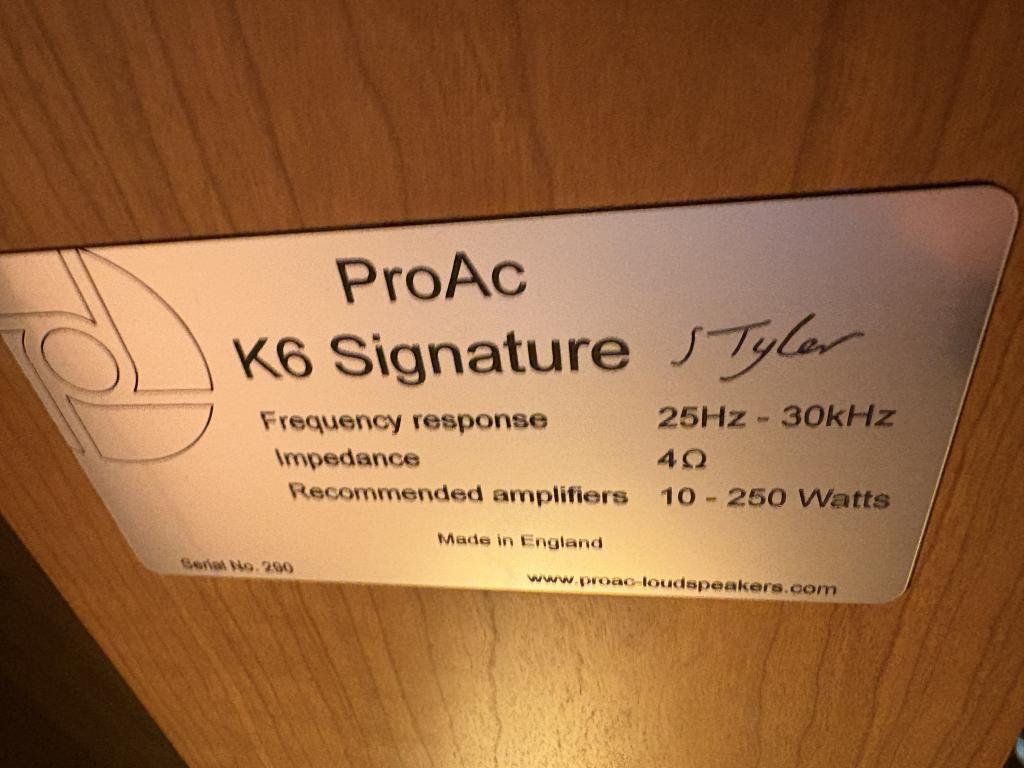 ProAc
K6 Signature S Tyler
Frequency response 25Hz - 30kHz
Impedance 4Ω
Recommended amplifiers 10 - 250 Watts
Made in England
Serial No. 290
www.proac-loudspeakers.com